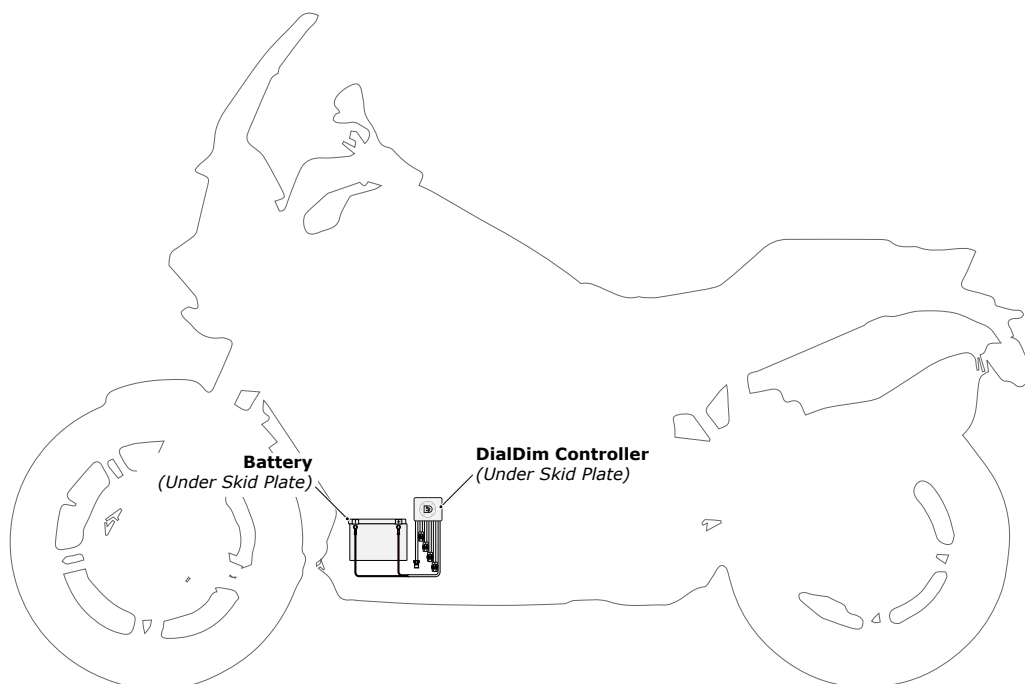 Battery
(Under Skid Plate)
DialDim Controller
(Under Skid Plate)